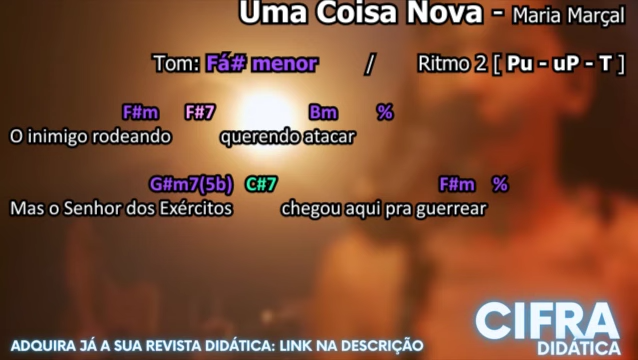 Uma Coisa Nova - Maria Marçal
Tom: Fá# menor / Ritmo 2 [ Pu - uP - T ]
F#m F#7 Bm %
O inimigo rodeando querendo atacar
G#m7(5b) C#7 F#m %
Mas o Senhor dos Exércitos chegou aqui pra guerrear
CIFRA
DIDÁTICA
ADQUIRA JÁ A SUA REVISTA DIDÁTICA: LINK NA DESCRIÇÃO